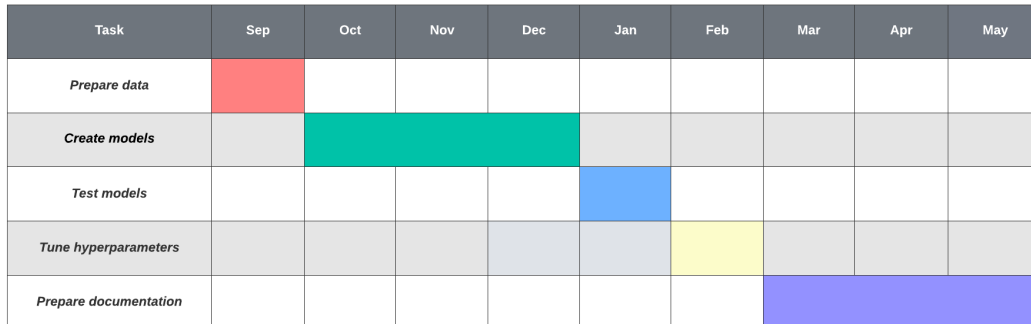 Task Sep Oct Nov Dec Jan Feb Mar Apr May
Prepare data
Create models
Test models
Tune hyperparameters
Prepare documentation